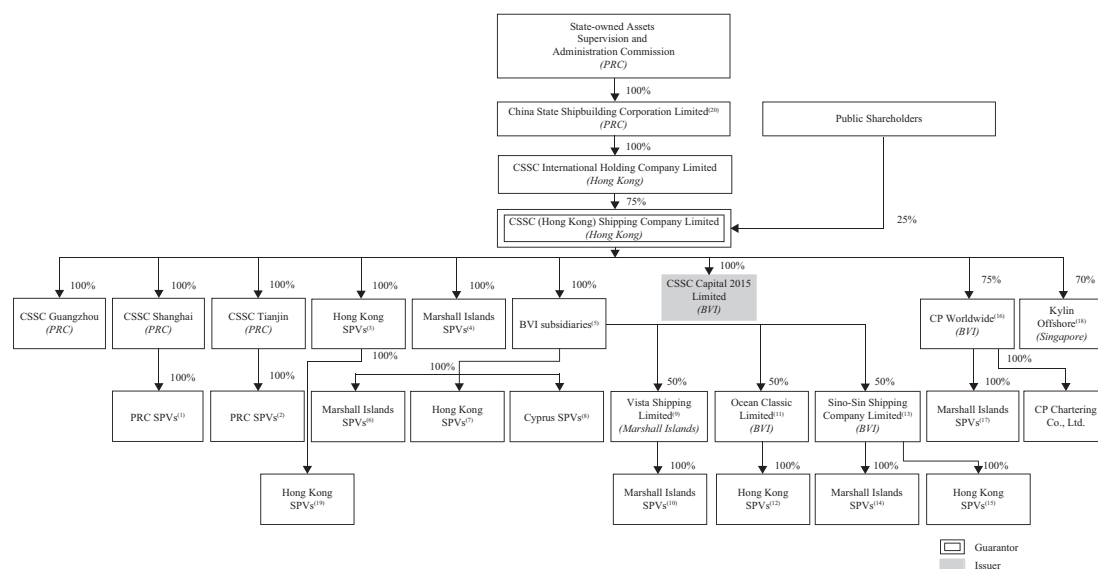 State-owned Assets
Supervision and
Administration Commission
(PRC)
100%
China State Shipbuilding Corporation Limited(20)
(PRC)
Public Shareholders
100%
CSSC International Holding Company Limited
(Hong Kong)
75%
CSSC (Hong Kong) Shipping Company Limited
(Hong Kong)
25%
100%
100%
100%
100%
100%
100%
100%
75%
70%
CSSC Guangzhou
(PRC)
CSSC Shanghai
(PRC)
CSSC Tianjin
(PRC)
Hong Kong
SPVs(3)
Marshall Islands
SPVs(4)
BVI subsidiaries(5)
CSSC Capital 2015
Limited
(BVI)
CP Worldwide(16)
(BVI)
Kylin
Offshore(18)
(Singapore)
100%
100%
100%
100%
50%
50%
50%
100%
100%
PRC SPVs(1)
PRC SPVs(2)
Marshall Islands
SPVs(6)
Hong Kong
SPVs(7)
Cyprus SPVs(8)
Vista Shipping
Limited(9)
(Marshall Islands)
Ocean Classic
Limited(11)
(BVI)
Sino-Sin Shipping
Company Limited(13)
(BVI)
Marshall Islands
SPVs(17)
CP Chartering
Co., Ltd.
100%
100%
100%
100%
Hong Kong
SPVs(19)
Marshall Islands
SPVs(10)
Hong Kong
SPVs(12)
Marshall Islands
SPVs(14)
Hong Kong
SPVs(15)
Guarantor
Issuer